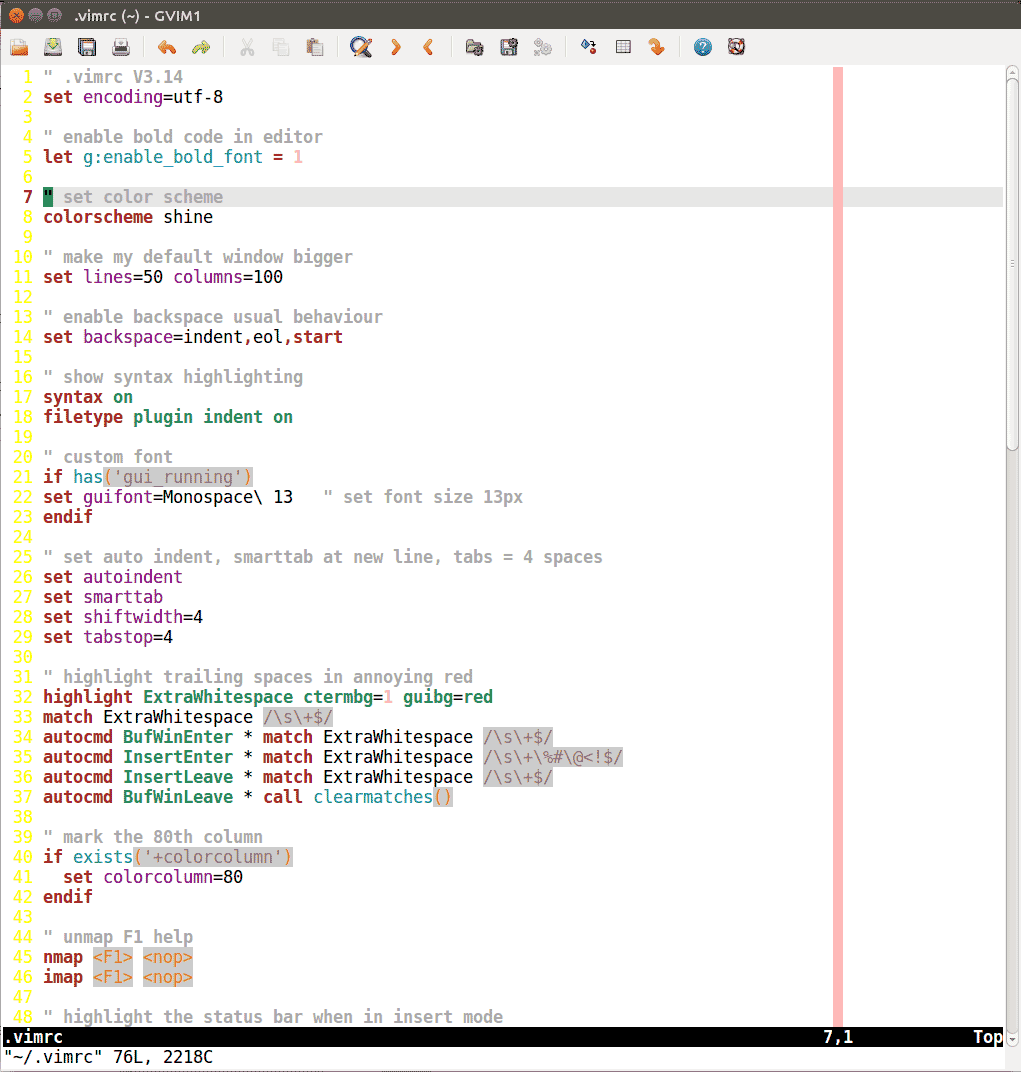 .vimrc (~) - GVIM1
1 " .vimrc V3.14
2 set encoding=utf-8
3
4 " enable bold code in editor
5 let g:enable_bold_font = 1
6
7 " set color scheme
8 colorscheme shine
9
10 " make my default window bigger
11 set lines=50 columns=100
12
13 " enable backspace usual behaviour
14 set backspace=indent,eol,start
15
16 " show syntax highlighting
17 syntax on
18 filetype plugin indent on
19
20 " custom font
21 if has('gui_running')
22 set guifont=Monospace\ 13   " set font size 13px
23 endif
24
25 " set auto indent, smarttab at new line, tabs = 4 spaces
26 set autoindent
27 set smarttab
28 set shiftwidth=4
29 set tabstop=4
30
31 " highlight trailing spaces in annoying red
32 highlight ExtraWhitespace ctermbg=1 guibg=red
33 match ExtraWhitespace /\s\+$/
34 autocmd BufWinEnter * match ExtraWhitespace /\s\+$/
35 autocmd InsertEnter * match ExtraWhitespace /\s\+\%#\@<!$/
36 autocmd InsertLeave * match ExtraWhitespace /\s\+$/
37 autocmd BufWinLeave * call clearmatches()
38
39 " mark the 80th column
40 if exists('+colorcolumn')
41   set colorcolumn=80
42 endif
43
44 " unmap F1 help
45 nmap <F1> <nop>
46 imap <F1> <nop>
47
48 " highlight the status bar when in insert mode
.vimrc 7,1 Top
"~/.vimrc" 76L, 2218C